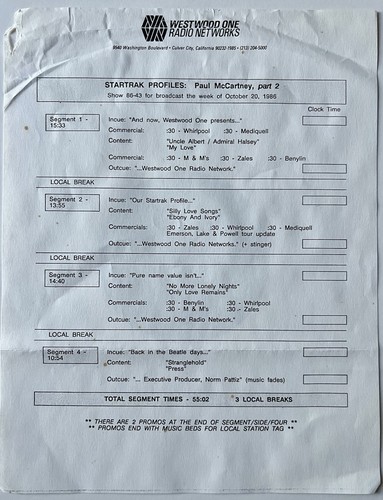 WESTWOOD ONE
RADIO NETWORKS
9540 Washington Boulevard • Culver City, California 90232-1985 • (213) 204-5000
STARTRAK PROFILES: Paul McCartney, part 2
Show 86-43 for broadcast the week of October 20, 1986
Clock Time
Segment 1 - 15:33
Incue: "And now, Westwood One presents..."
Commercial: :30 - Whirlpool :30 - Mediquell
Content: "Uncle Albert / Admiral Halsey"
"My Love"
Commercial: :30 - M & M's :30 - Zales :30 - Benylin
Outcue: "...Westwood One Radio Network."
LOCAL BREAK
Segment 2 - 13:55
Incue: "Our Startrak Profile..."
Content: "Silly Love Songs"
"Ebony And Ivory"
Commercial: :30 - Zales :30 - Whirlpool :30 - Mediquell
Emerson, Lake & Powell tour update
Outcue: "...Westwood One Radio Networks." (+ stinger)
LOCAL BREAK
Segment 3 - 14:40
Incue: "Pure name value isn't..."
Content: "No More Lonely Nights"
"Only Love Remains"
Commercial: :30 - Benylin :30 - Whirlpool
:30 - M & M's :30 - Zales
Outcue: "...Westwood One Radio Network."
LOCAL BREAK
Segment 4 - 10:54
Incue: "Back in the Beatle days..."
Content: "Stranglehold"
"Press"
Outcue: "... Executive Producer, Norm Pattiz" (music fades)
TOTAL SEGMENT TIMES - 55:02 3 LOCAL BREAKS
** THERE ARE 2 PROMOS AT THE END OF SEGMENT/SIDE/FOUR **
** PROMOS END WITH MUSIC BEDS FOR LOCAL STATION TAG **